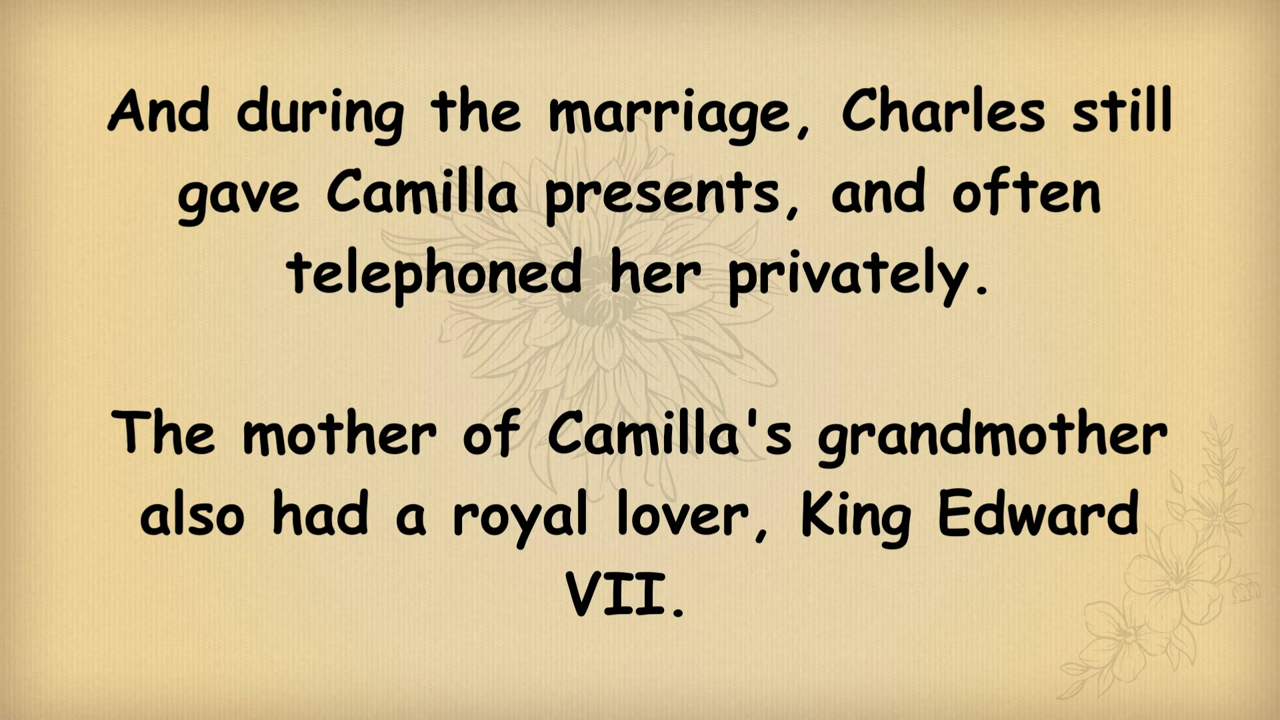 And during the marriage, Charles still
gave Camilla presents, and often
telephoned her privately.
The mother of Camilla's grandmother
also had a royal lover, King Edward
VII.